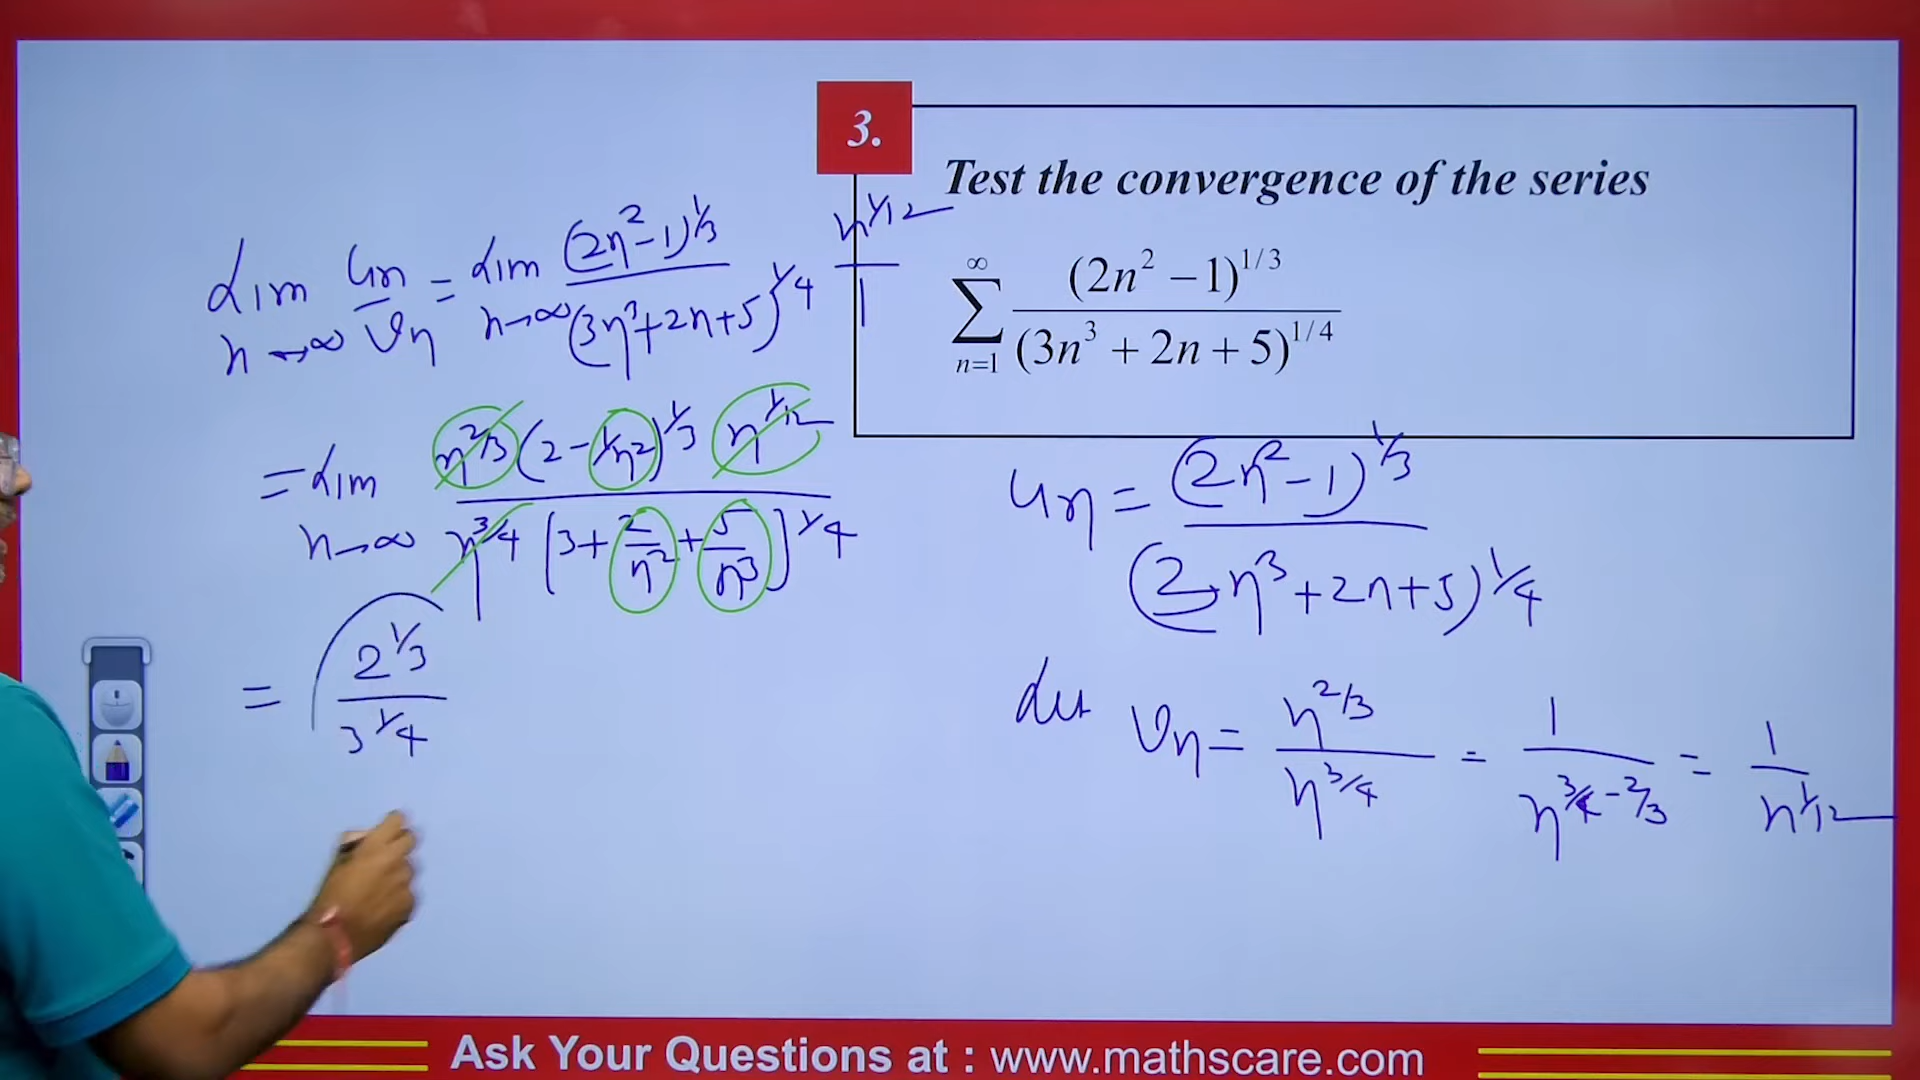 3.
Test the convergence of the series
∞
∑ (2n² − 1)^{1/3} / (3n³ + 2n + 5)^{1/4}
n=1
Lim n→∞ un/vn = Lim n→∞ (2n² − 1)^{1/3} / (3n³ + 2n + 5}^{1/4} n^{1/12} / 1
= Lim n→∞ n^{2/3} (2 − 1/n²)^{1/3} n^{1/12} / n^{3/4} [3 + 2/n² + 5/n³]^{1/4}
= 2^{1/3} / 3^{1/4}
un = (2n² − 1)^{1/3} / (2n³ + 2n + 5)^{1/4}
Let vn = n^{2/3} / n^{3/4} = 1 / n^{3/4 − 2/3} = 1 / n^{1/12}
Ask Your Questions at : www.mathscare.com